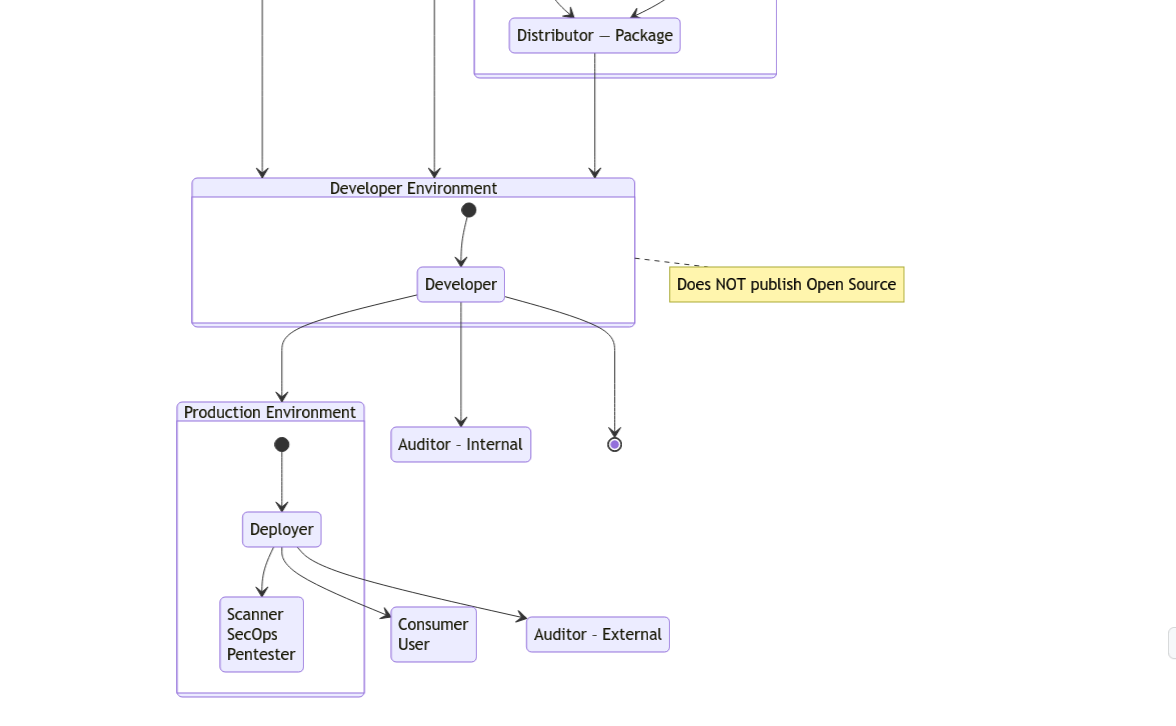 Distributor – Package
Developer Environment
Developer
Does NOT publish Open Source
Production Environment
Auditor - Internal
Deployer
Scanner
SecOps
Pentester
Consumer
User
Auditor - External